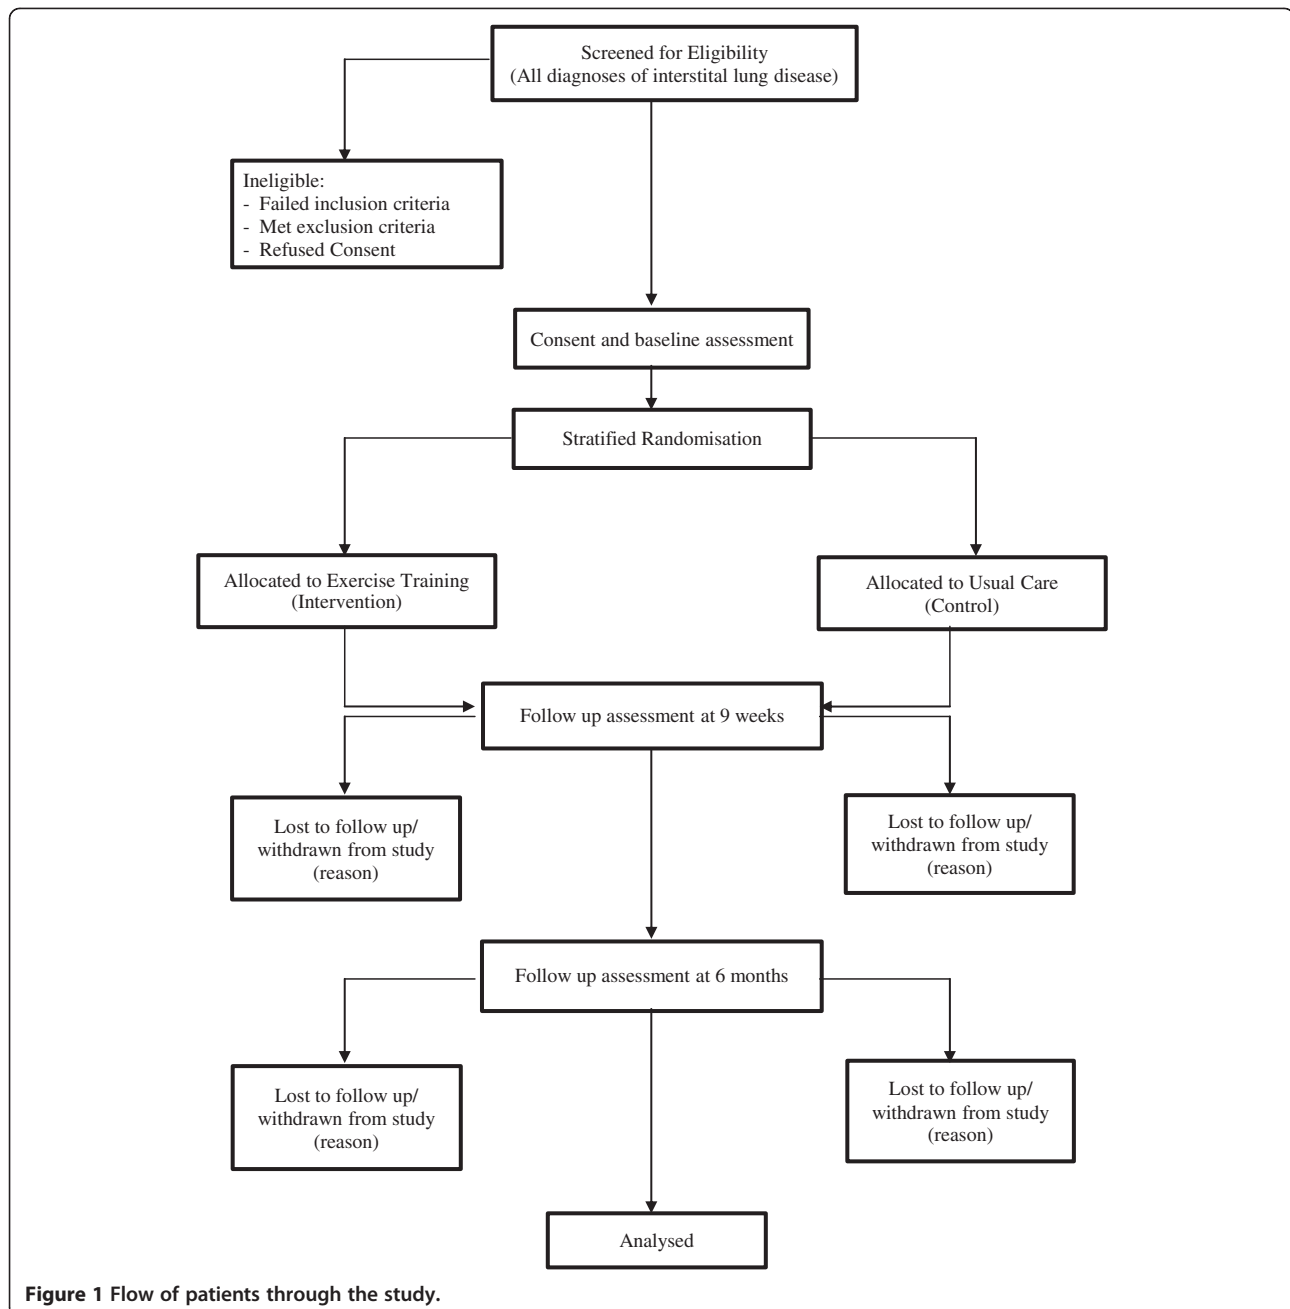 Screened for Eligibility
(All diagnoses of interstital lung disease)
Ineligible:
- Failed inclusion criteria
- Met exclusion criteria
- Refused Consent
Consent and baseline assessment
Stratified Randomisation
Allocated to Exercise Training
(Intervention)
Allocated to Usual Care
(Control)
Follow up assessment at 9 weeks
Lost to follow up/
withdrawn from study
(reason)
Lost to follow up/
withdrawn from study
(reason)
Follow up assessment at 6 months
Lost to follow up/
withdrawn from study
(reason)
Lost to follow up/
withdrawn from study
(reason)
Analysed
Figure 1 Flow of patients through the study.